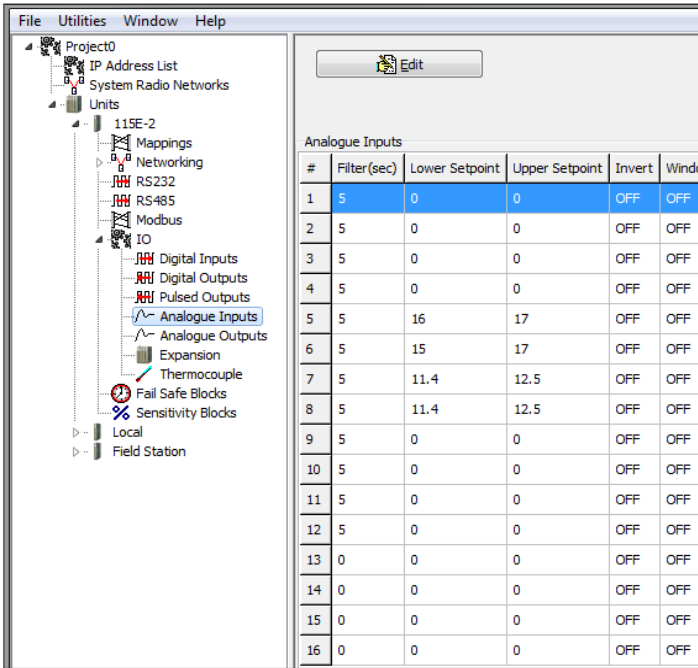 File Utilities Window Help
Project0
IP Address List
System Radio Networks
Units
115E-2
Mappings
Networking
RS232
RS485
Modbus
IO
Digital Inputs
Digital Outputs
Pulsed Outputs
Analogue Inputs
Analogue Outputs
Expansion
Thermocouple
Fail Safe Blocks
Sensitivity Blocks
Local
Field Station
Edit
Analogue Inputs
# Filter(sec) Lower Setpoint Upper Setpoint Invert Windo
1 5 0 0 OFF OFF
2 5 0 0 OFF OFF
3 5 0 0 OFF OFF
4 5 0 0 OFF OFF
5 5 16 17 OFF OFF
6 5 15 17 OFF OFF
7 5 11.4 12.5 OFF OFF
8 5 11.4 12.5 OFF OFF
9 5 0 0 OFF OFF
10 5 0 0 OFF OFF
11 5 0 0 OFF OFF
12 5 0 0 OFF OFF
13 0 0 0 OFF OFF
14 0 0 0 OFF OFF
15 0 0 0 OFF OFF
16 0 0 0 OFF OFF